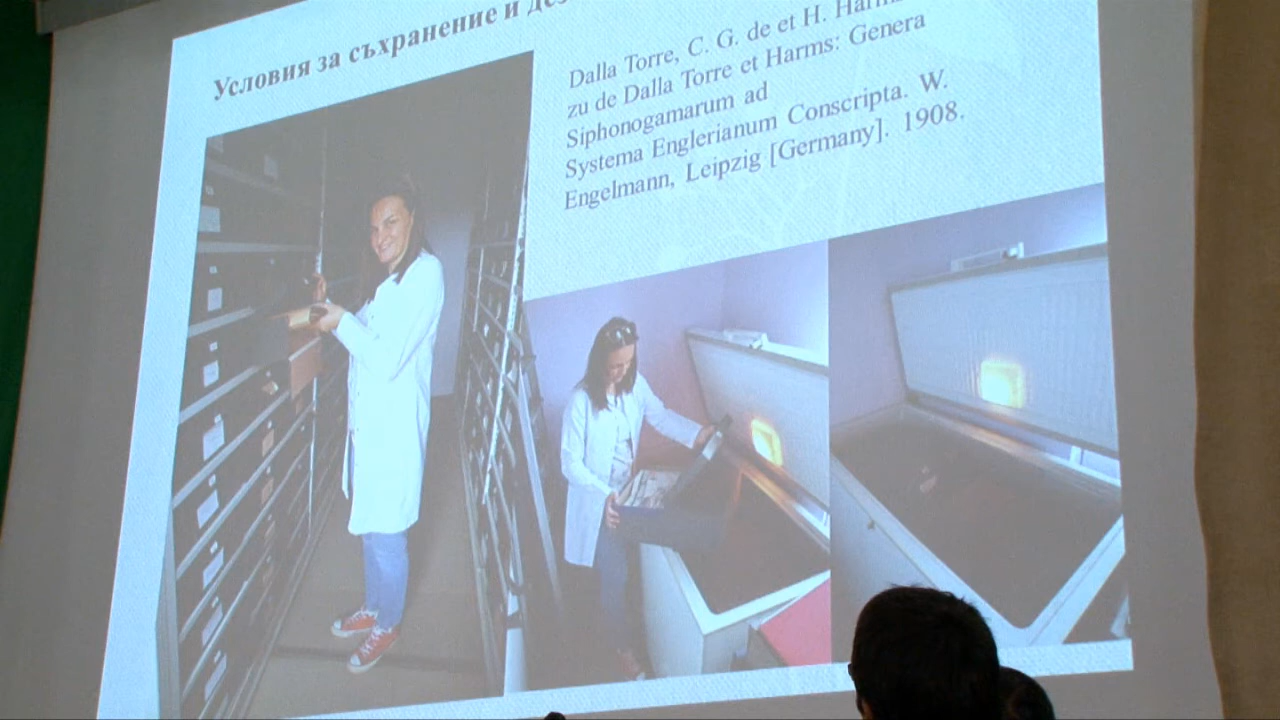 Условия за съхранение и
Dalla Torre, C. G. de et H.
zu de Dalla Torre et Harms: Genera
Siphonogamarum ad
Systema Englerianum Conscripta. W.
Engelmann, Leipzig [Germany]. 1908.